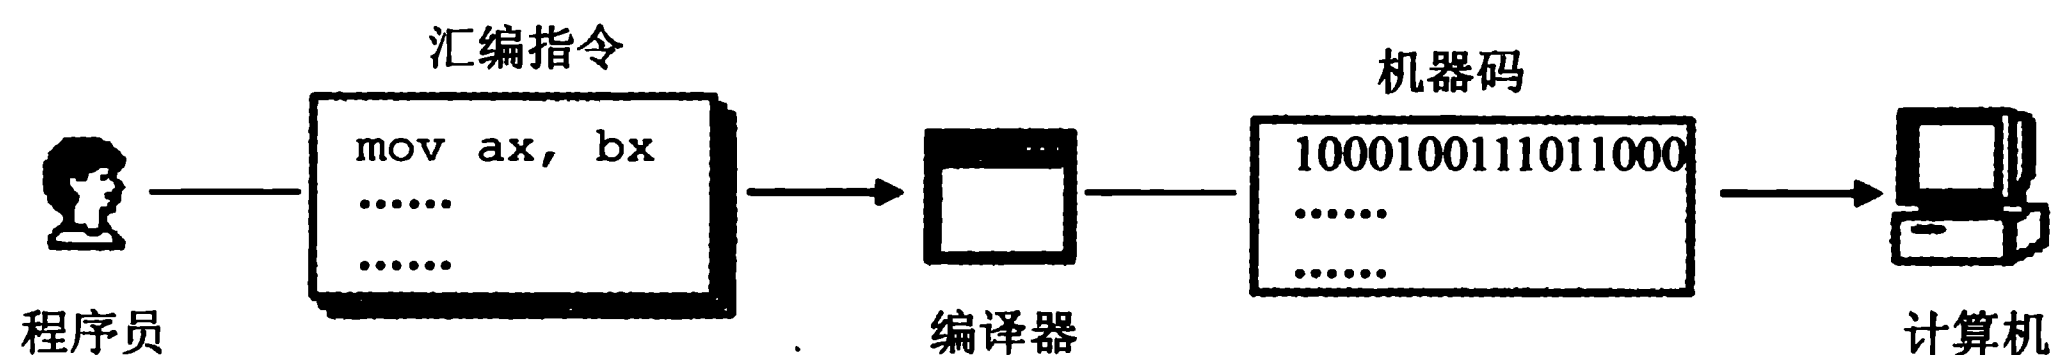 汇编指令
机器码
mov ax, bx
......
......
1000100111011000
......
......
程序员
编译器
计算机